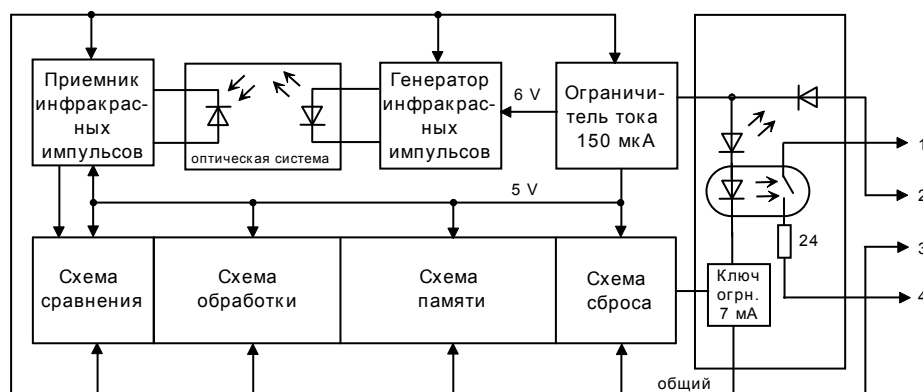 Приемник
инфракрас-
ных
импульсов
оптическая система
Генератор
инфракрас-
ных
импульсов
6 V
Ограничи-
тель тока
150 мкА
1
2
5 V
24
3
4
Схема
сравнения
Схема
обработки
Схема
памяти
Схема
сброса
Ключ
огрн.
7 мА
общий